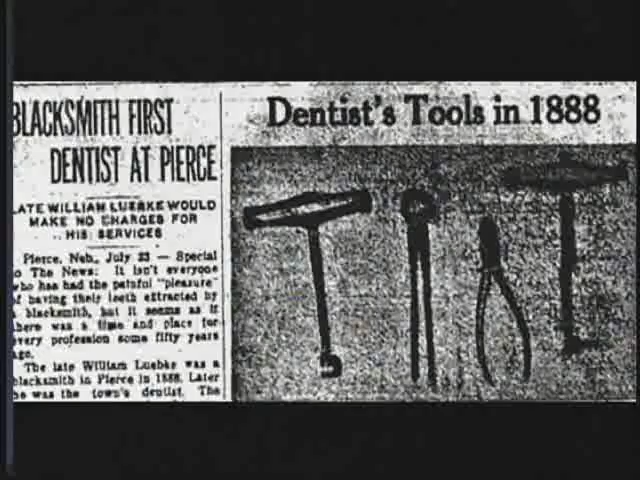 BLACKSMITH FIRST
DENTIST AT PIERCE
LATE WILLIAM LUEBKE WOULD
MAKE NO CHARGES FOR
HIS SERVICES
Pierce, Neb., July 23 — Special
to The News: It isn't everyone
who has had the painful "pleasure"
of having their teeth extracted by
a blacksmith, but it seems as if
there was a time and place for
every profession some fifty years
ago.
The late William Luebke was a
blacksmith in Pierce in 1888. Later
he was the town's dentist. The
Dentist's Tools in 1888